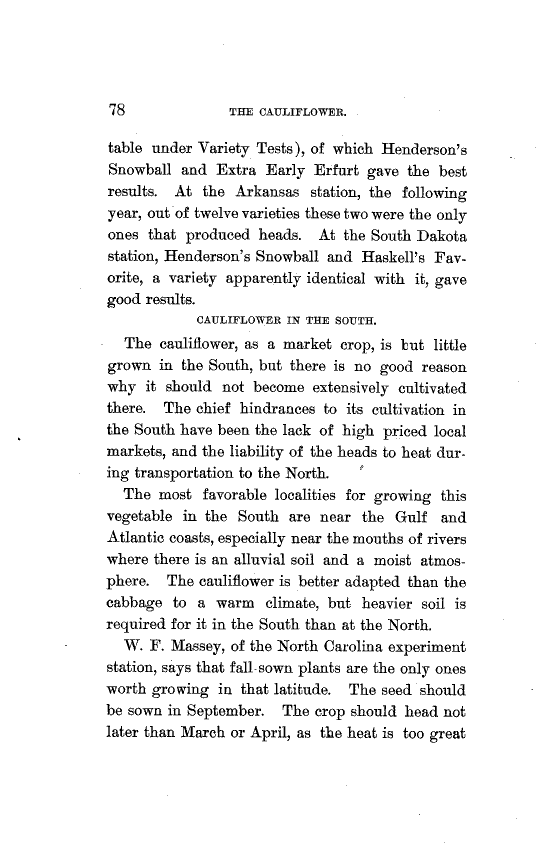 78 THE CAULIFLOWER.
table under Variety Tests), of which Henderson's
Snowball and Extra Early Erfurt gave the best
results. At the Arkansas station, the following
year, out of twelve varieties these two were the only
ones that produced heads. At the South Dakota
station, Henderson's Snowball and Haskell's Fav-
orite, a variety apparently identical with it, gave
good results.
CAULIFLOWER IN THE SOUTH.
The cauliflower, as a market crop, is but little
grown in the South, but there is no good reason
why it should not become extensively cultivated
there. The chief hindrances to its cultivation in
the South have been the lack of high priced local
markets, and the liability of the heads to heat dur-
ing transportation to the North.
The most favorable localities for growing this
vegetable in the South are near the Gulf and
Atlantic coasts, especially near the mouths of rivers
where there is an alluvial soil and a moist atmos-
phere. The cauliflower is better adapted than the
cabbage to a warm climate, but heavier soil is
required for it in the South than at the North.
W. F. Massey, of the North Carolina experiment
station, says that fall-sown plants are the only ones
worth growing in that latitude. The seed should
be sown in September. The crop should head not
later than March or April, as the heat is too great